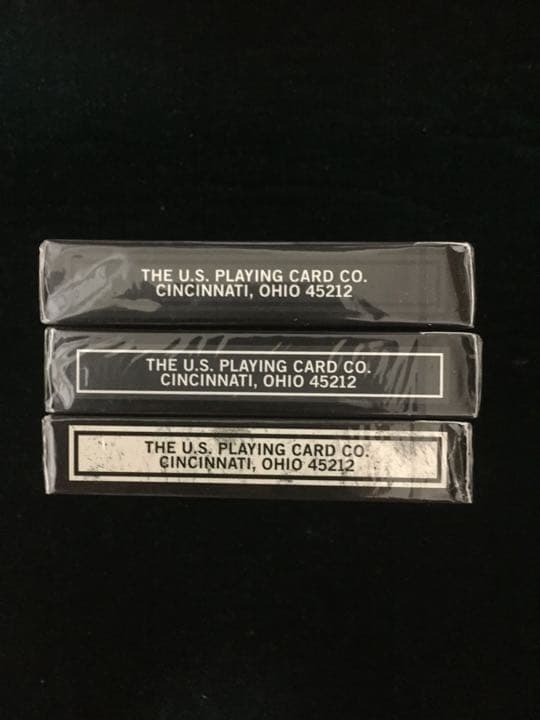 THE U.S. PLAYING CARD CO.
CINCINNATI, OHIO 45212
THE U.S. PLAYING CARD CO.
CINCINNATI, OHIO 45212
THE U.S. PLAYING CARD CO.
CINCINNATI, OHIO 45212